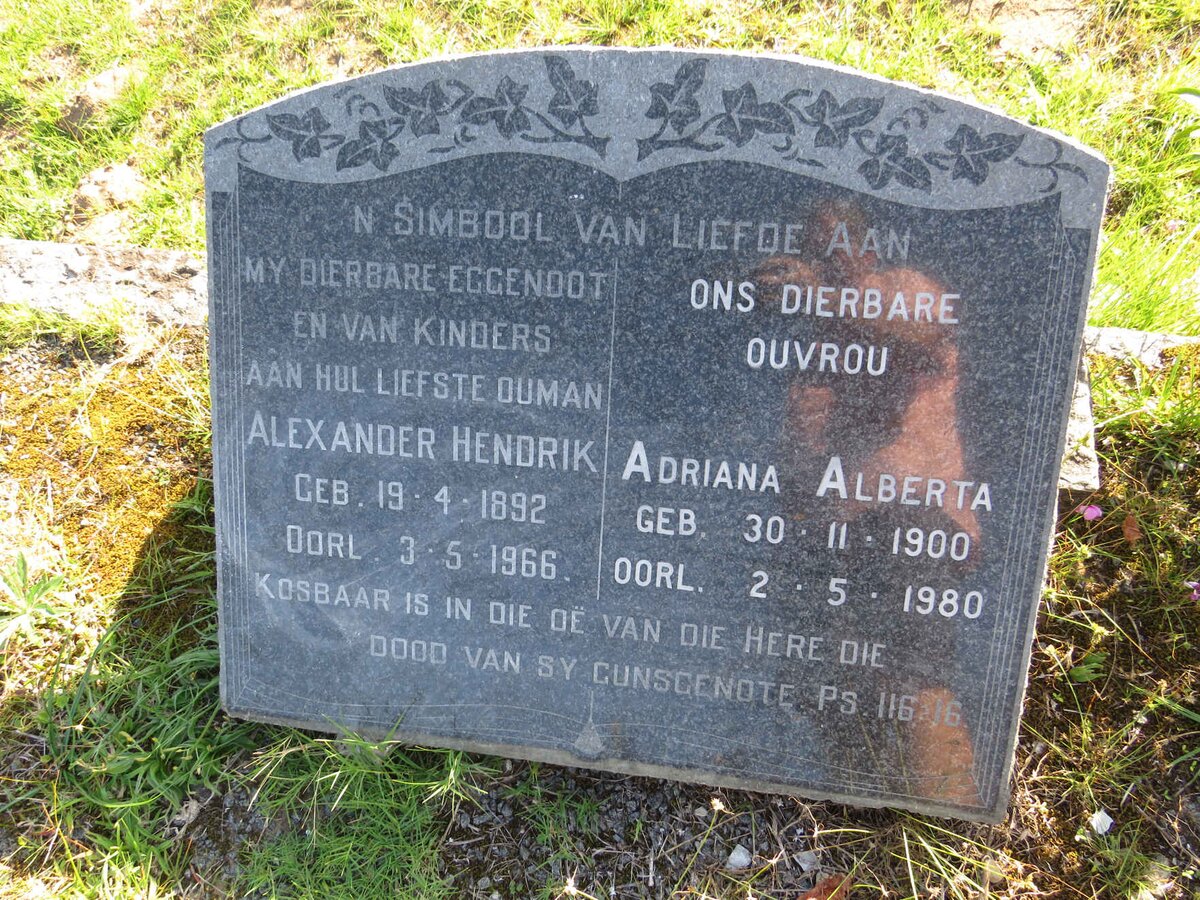 'N SIMBOOL VAN LIEFDE AAN
MY DIERBARE EGGENOOT
EN VAN KINDERS
AAN HUL LIEFSTE OUMAN
ALEXANDER HENDRIK
GEB. 19·4·1892
OORL. 3·5·1966.
ONS DIERBARE
OUVROU
ADRIANA ALBERTA
GEB. 30·11·1900
OORL. 2·5·1980
KOSBAAR IS IN DIE OË VAN DIE HERE DIE
DOOD VAN SY GUNSGENOTE PS. 116·16